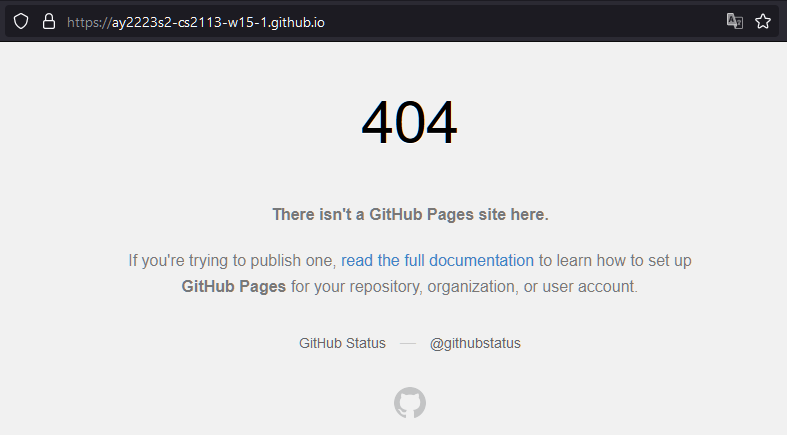 https://ay2223s2-cs2113-w15-1.github.io
404
There isn't a GitHub Pages site here.
If you're trying to publish one, read the full documentation to learn how to set up
GitHub Pages for your repository, organization, or user account.
GitHub Status — @githubstatus